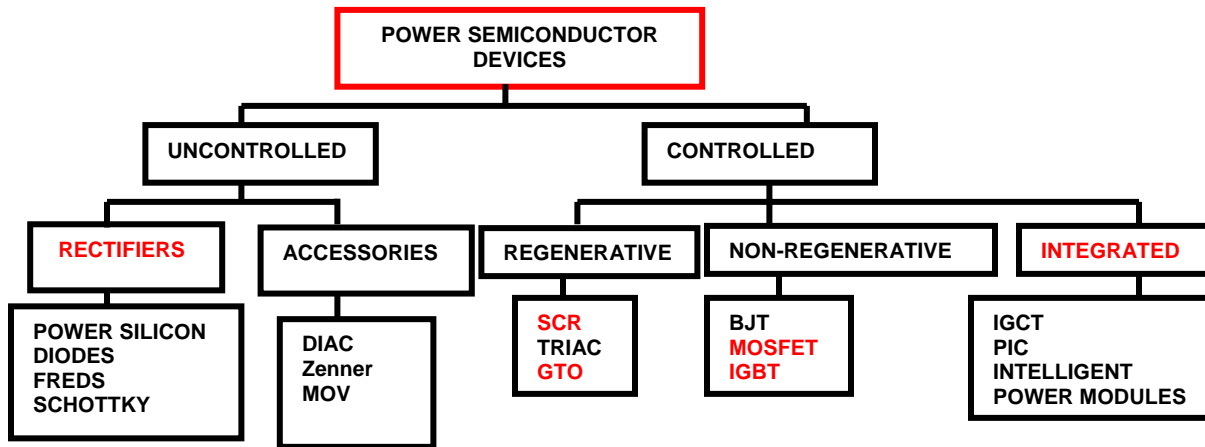 POWER SEMICONDUCTOR
DEVICES
UNCONTROLLED
CONTROLLED
RECTIFIERS
ACCESSORIES
REGENERATIVE
NON-REGENERATIVE
INTEGRATED
POWER SILICON
DIODES
FREDS
SCHOTTKY
DIAC
Zenner
MOV
SCR
TRIAC
GTO
BJT
MOSFET
IGBT
IGCT
PIC
INTELLIGENT
POWER MODULES